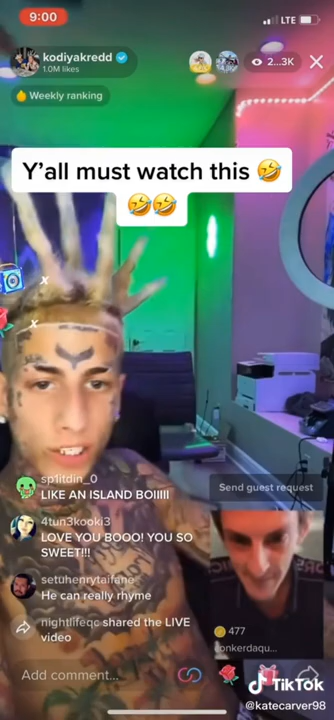 9:00
LTE
kodiyakredd
1.0M likes
2...3K
Weekly ranking
Y’all must watch this 🤣
🤣🤣
x
x
sp1itdin_0
LIKE AN ISLAND BOIIIII
Send guest request
4tun3kooki3
LOVE YOU BOOO! YOU SO
SWEET!!!
setuhenrytaifane
He can really rhyme
nightlifeqc shared the LIVE
video
477
conkerdaqu...
Add comment...
TikTok
@katecarver98